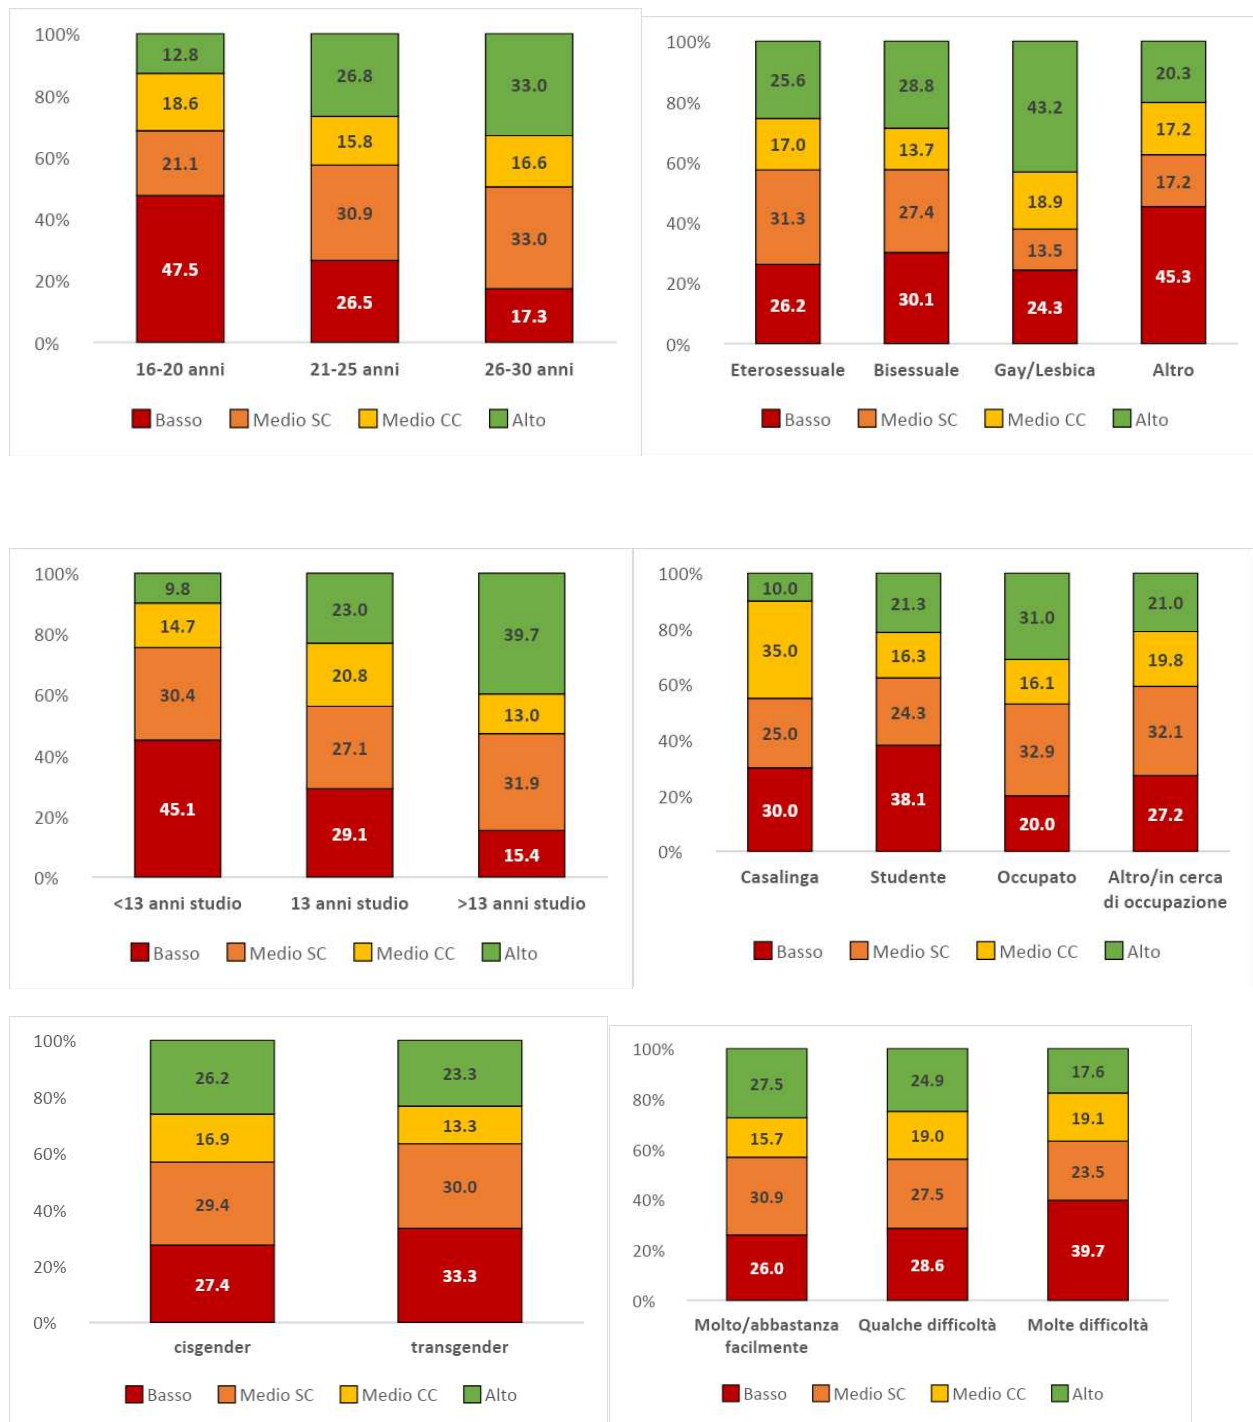 100%
80%
60%
40%
20%
0%
12.8 26.8 33.0
18.6 15.8 16.6
21.1 30.9 33.0
47.5 26.5 17.3
16-20 anni 21-25 anni 26-30 anni
Basso Medio SC Medio CC Alto
100%
80%
60%
40%
20%
0%
25.6 28.8 43.2 20.3
17.0 13.7 18.9 17.2
31.3 27.4 13.5 17.2
26.2 30.1 24.3 45.3
Eterosessuale Bisessuale Gay/Lesbica Altro
Basso Medio SC Medio CC Alto
100%
80%
60%
40%
20%
0%
9.8 23.0 39.7
14.7 20.8 13.0
30.4 27.1 31.9
45.1 29.1 15.4
<13 anni studio 13 anni studio >13 anni studio
Basso Medio SC Medio CC Alto
100%
80%
60%
40%
20%
0%
10.0 21.3 31.0 21.0
35.0 16.3 16.1 19.8
25.0 24.3 32.9 32.1
30.0 38.1 20.0 27.2
Casalinga Studente Occupato Altro/in cerca
di occupazione
Basso Medio SC Medio CC Alto
100%
80%
60%
40%
20%
0%
26.2 23.3
16.9 13.3
29.4 30.0
27.4 33.3
cisgender transgender
Basso Medio SC Medio CC Alto
100%
80%
60%
40%
20%
0%
27.5 24.9 17.6
15.7 19.0 19.1
30.9 27.5 23.5
26.0 28.6 39.7
Molto/abbastanza Qualche difficoltà Molte difficoltà
facilmente
Basso Medio SC Medio CC Alto